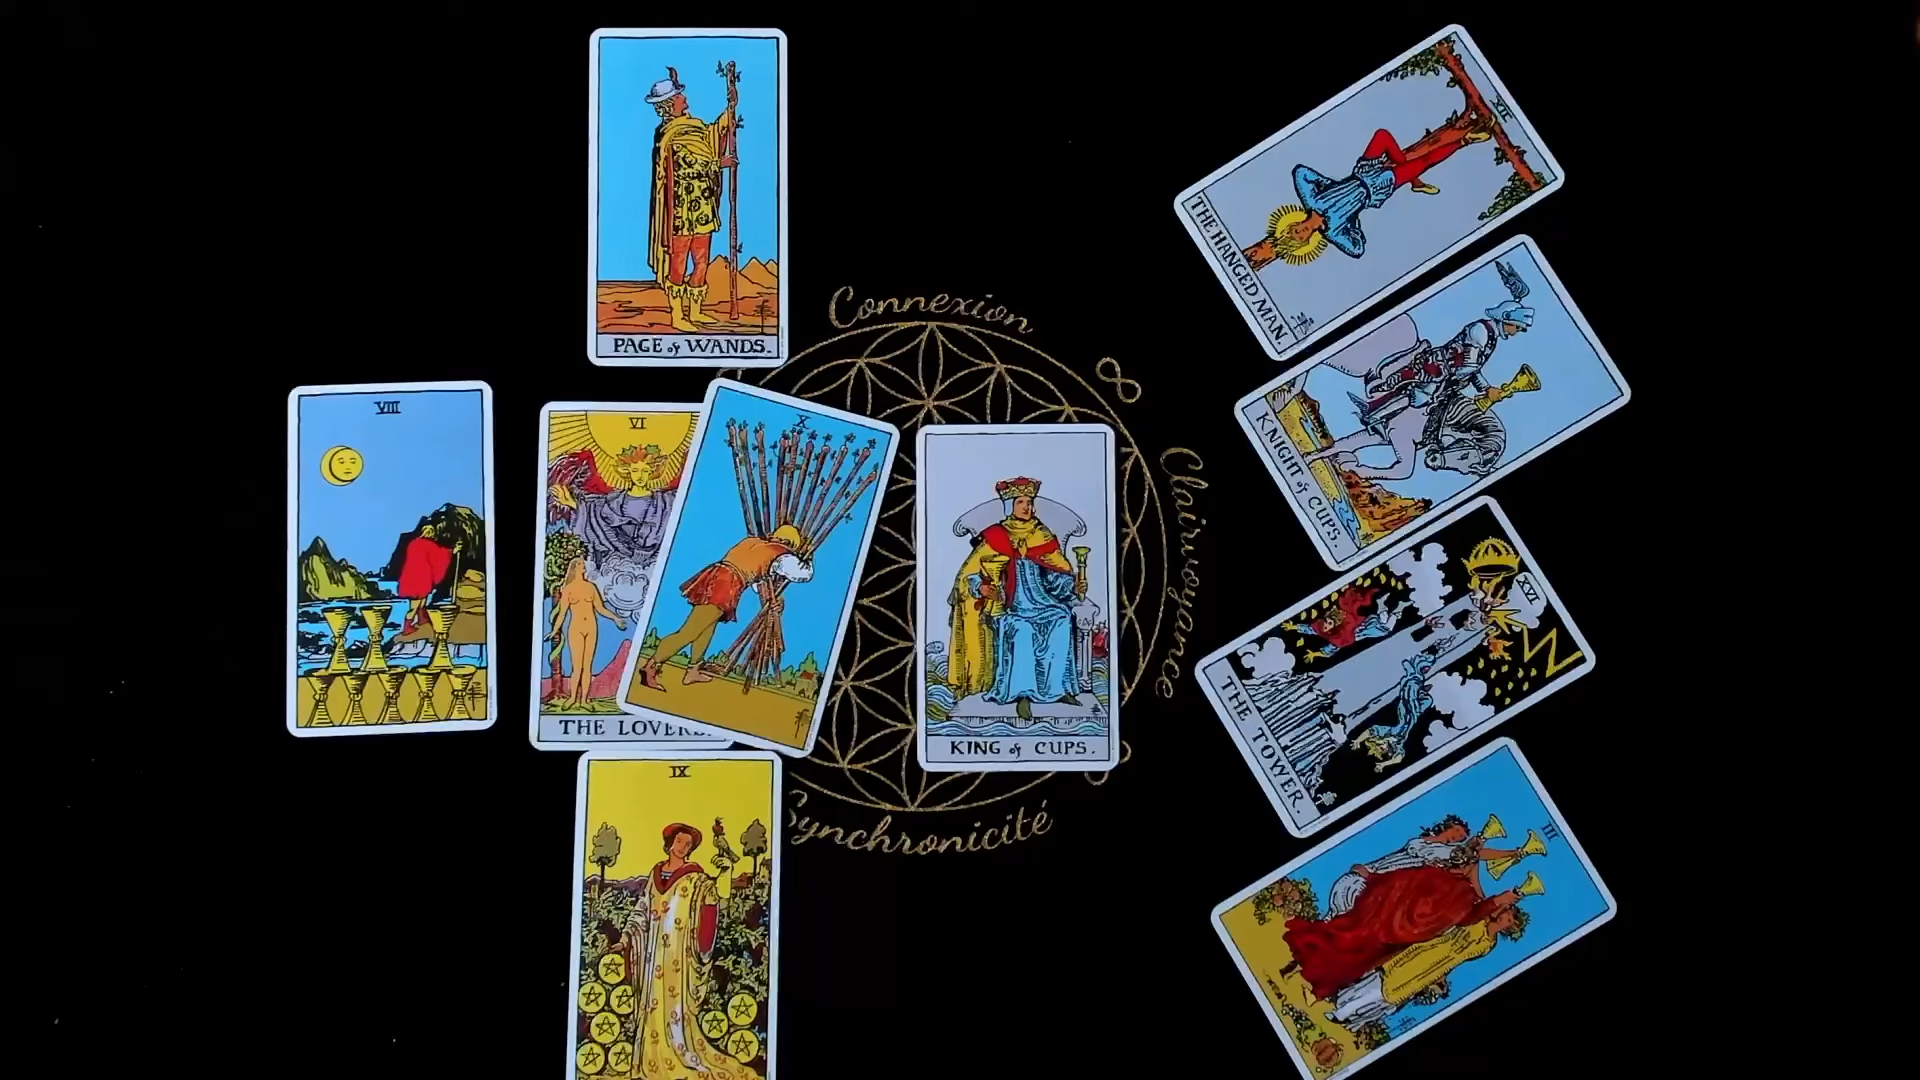 PAGE of WANDS.
XII
THE HANGED MAN.
Connexion
VIII
VI
X
KNIGHT of CUPS.
Clairvoyance
XVI
THE LOVERS.
KING of CUPS.
THE TOWER.
IX
Synchronicité
III